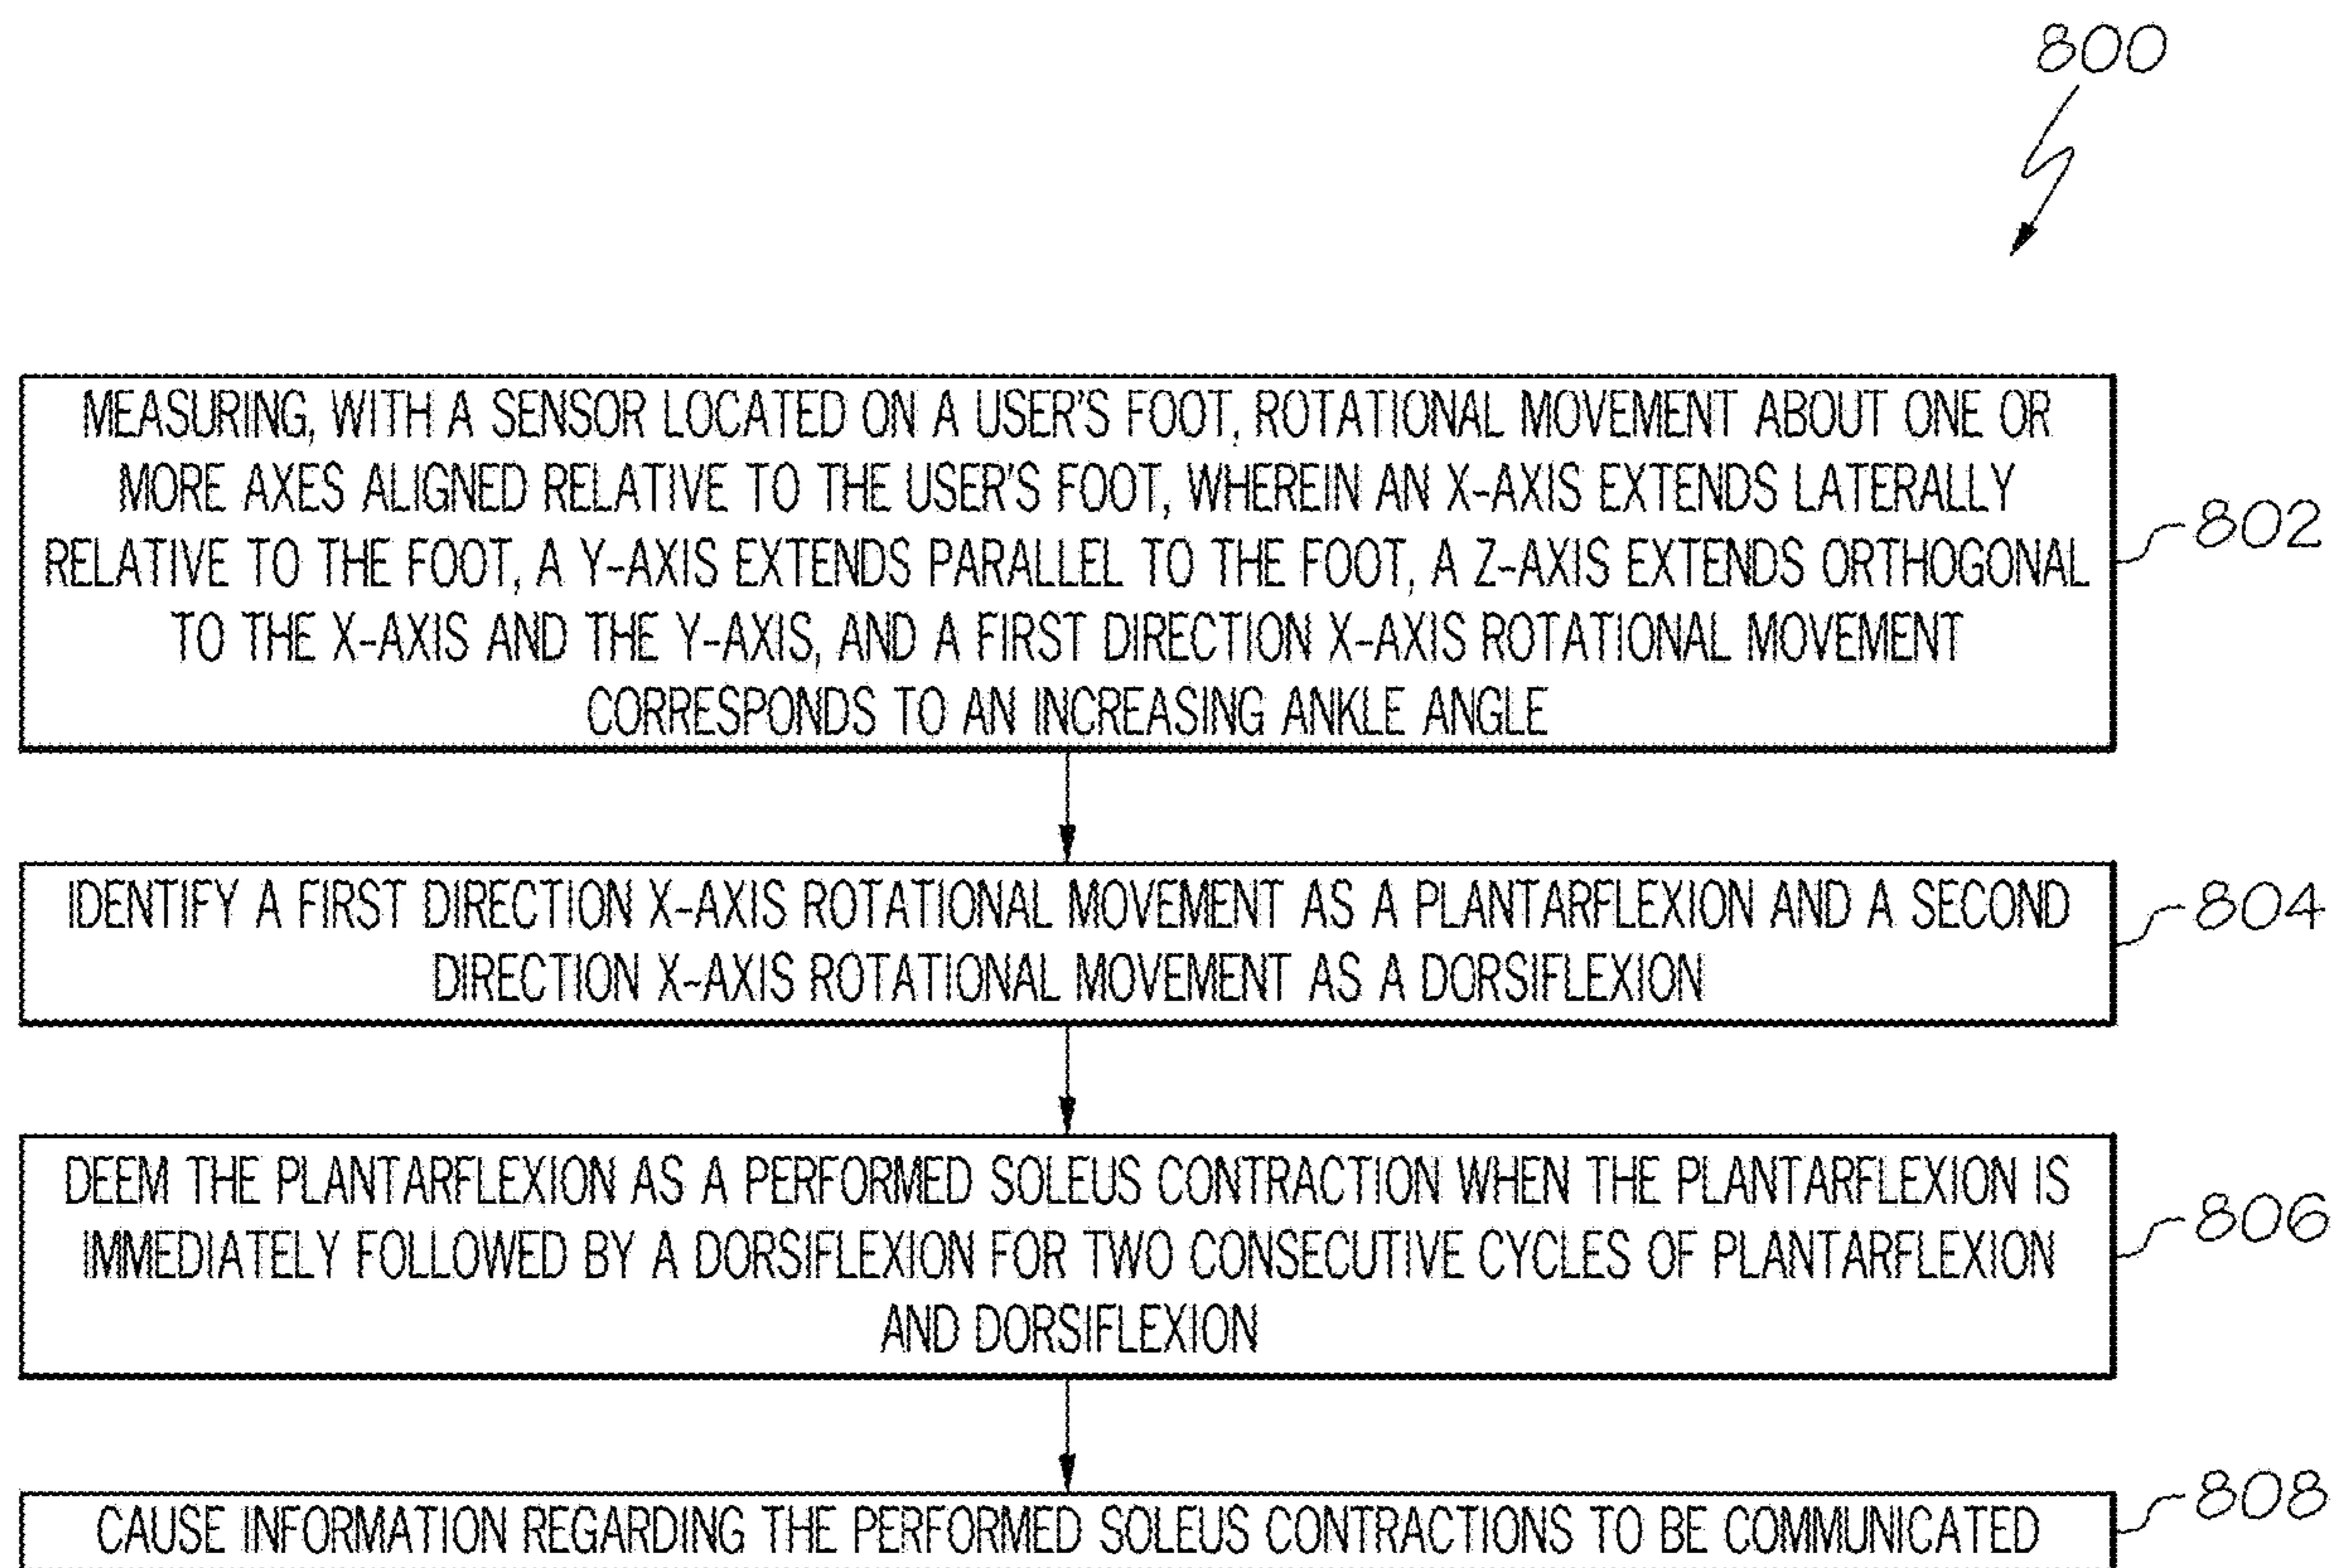 800
MEASURING, WITH A SENSOR LOCATED ON A USER'S FOOT, ROTATIONAL MOVEMENT ABOUT ONE OR
MORE AXES ALIGNED RELATIVE TO THE USER'S FOOT, WHEREIN AN X-AXIS EXTENDS LATERALLY
RELATIVE TO THE FOOT, A Y-AXIS EXTENDS PARALLEL TO THE FOOT, A Z-AXIS EXTENDS ORTHOGONAL
TO THE X-AXIS AND THE Y-AXIS, AND A FIRST DIRECTION X-AXIS ROTATIONAL MOVEMENT
CORRESPONDS TO AN INCREASING ANKLE ANGLE
802
IDENTIFY A FIRST DIRECTION X-AXIS ROTATIONAL MOVEMENT AS A PLANTARFLEXION AND A SECOND
DIRECTION X-AXIS ROTATIONAL MOVEMENT AS A DORSIFLEXION
804
DEEM THE PLANTARFLEXION AS A PERFORMED SOLEUS CONTRACTION WHEN THE PLANTARFLEXION IS
IMMEDIATELY FOLLOWED BY A DORSIFLEXION FOR TWO CONSECUTIVE CYCLES OF PLANTARFLEXION
AND DORSIFLEXION
806
CAUSE INFORMATION REGARDING THE PERFORMED SOLEUS CONTRACTIONS TO BE COMMUNICATED
808